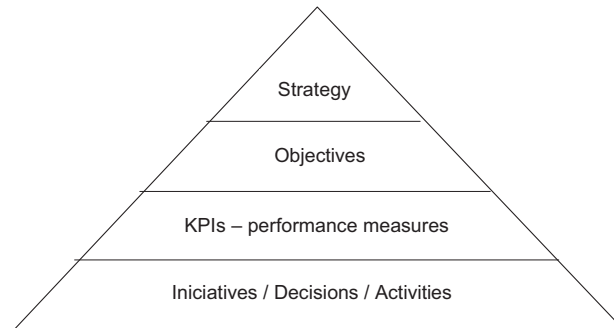 Strategy
Objectives
KPIs – performance measures
Iniciatives / Decisions / Activities